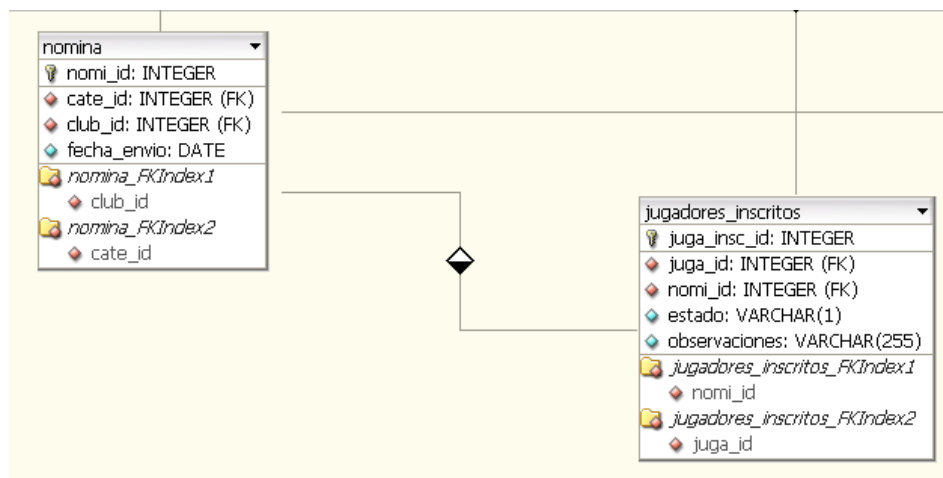 nomina
nomi_id: INTEGER
cate_id: INTEGER (FK)
club_id: INTEGER (FK)
fecha_envio: DATE
nomina_FKIndex1
club_id
nomina_FKIndex2
cate_id
jugadores_inscritos
juga_insc_id: INTEGER
juga_id: INTEGER (FK)
nomi_id: INTEGER (FK)
estado: VARCHAR(1)
observaciones: VARCHAR(255)
jugadores_inscritos_FKIndex1
nomi_id
jugadores_inscritos_FKIndex2
juga_id